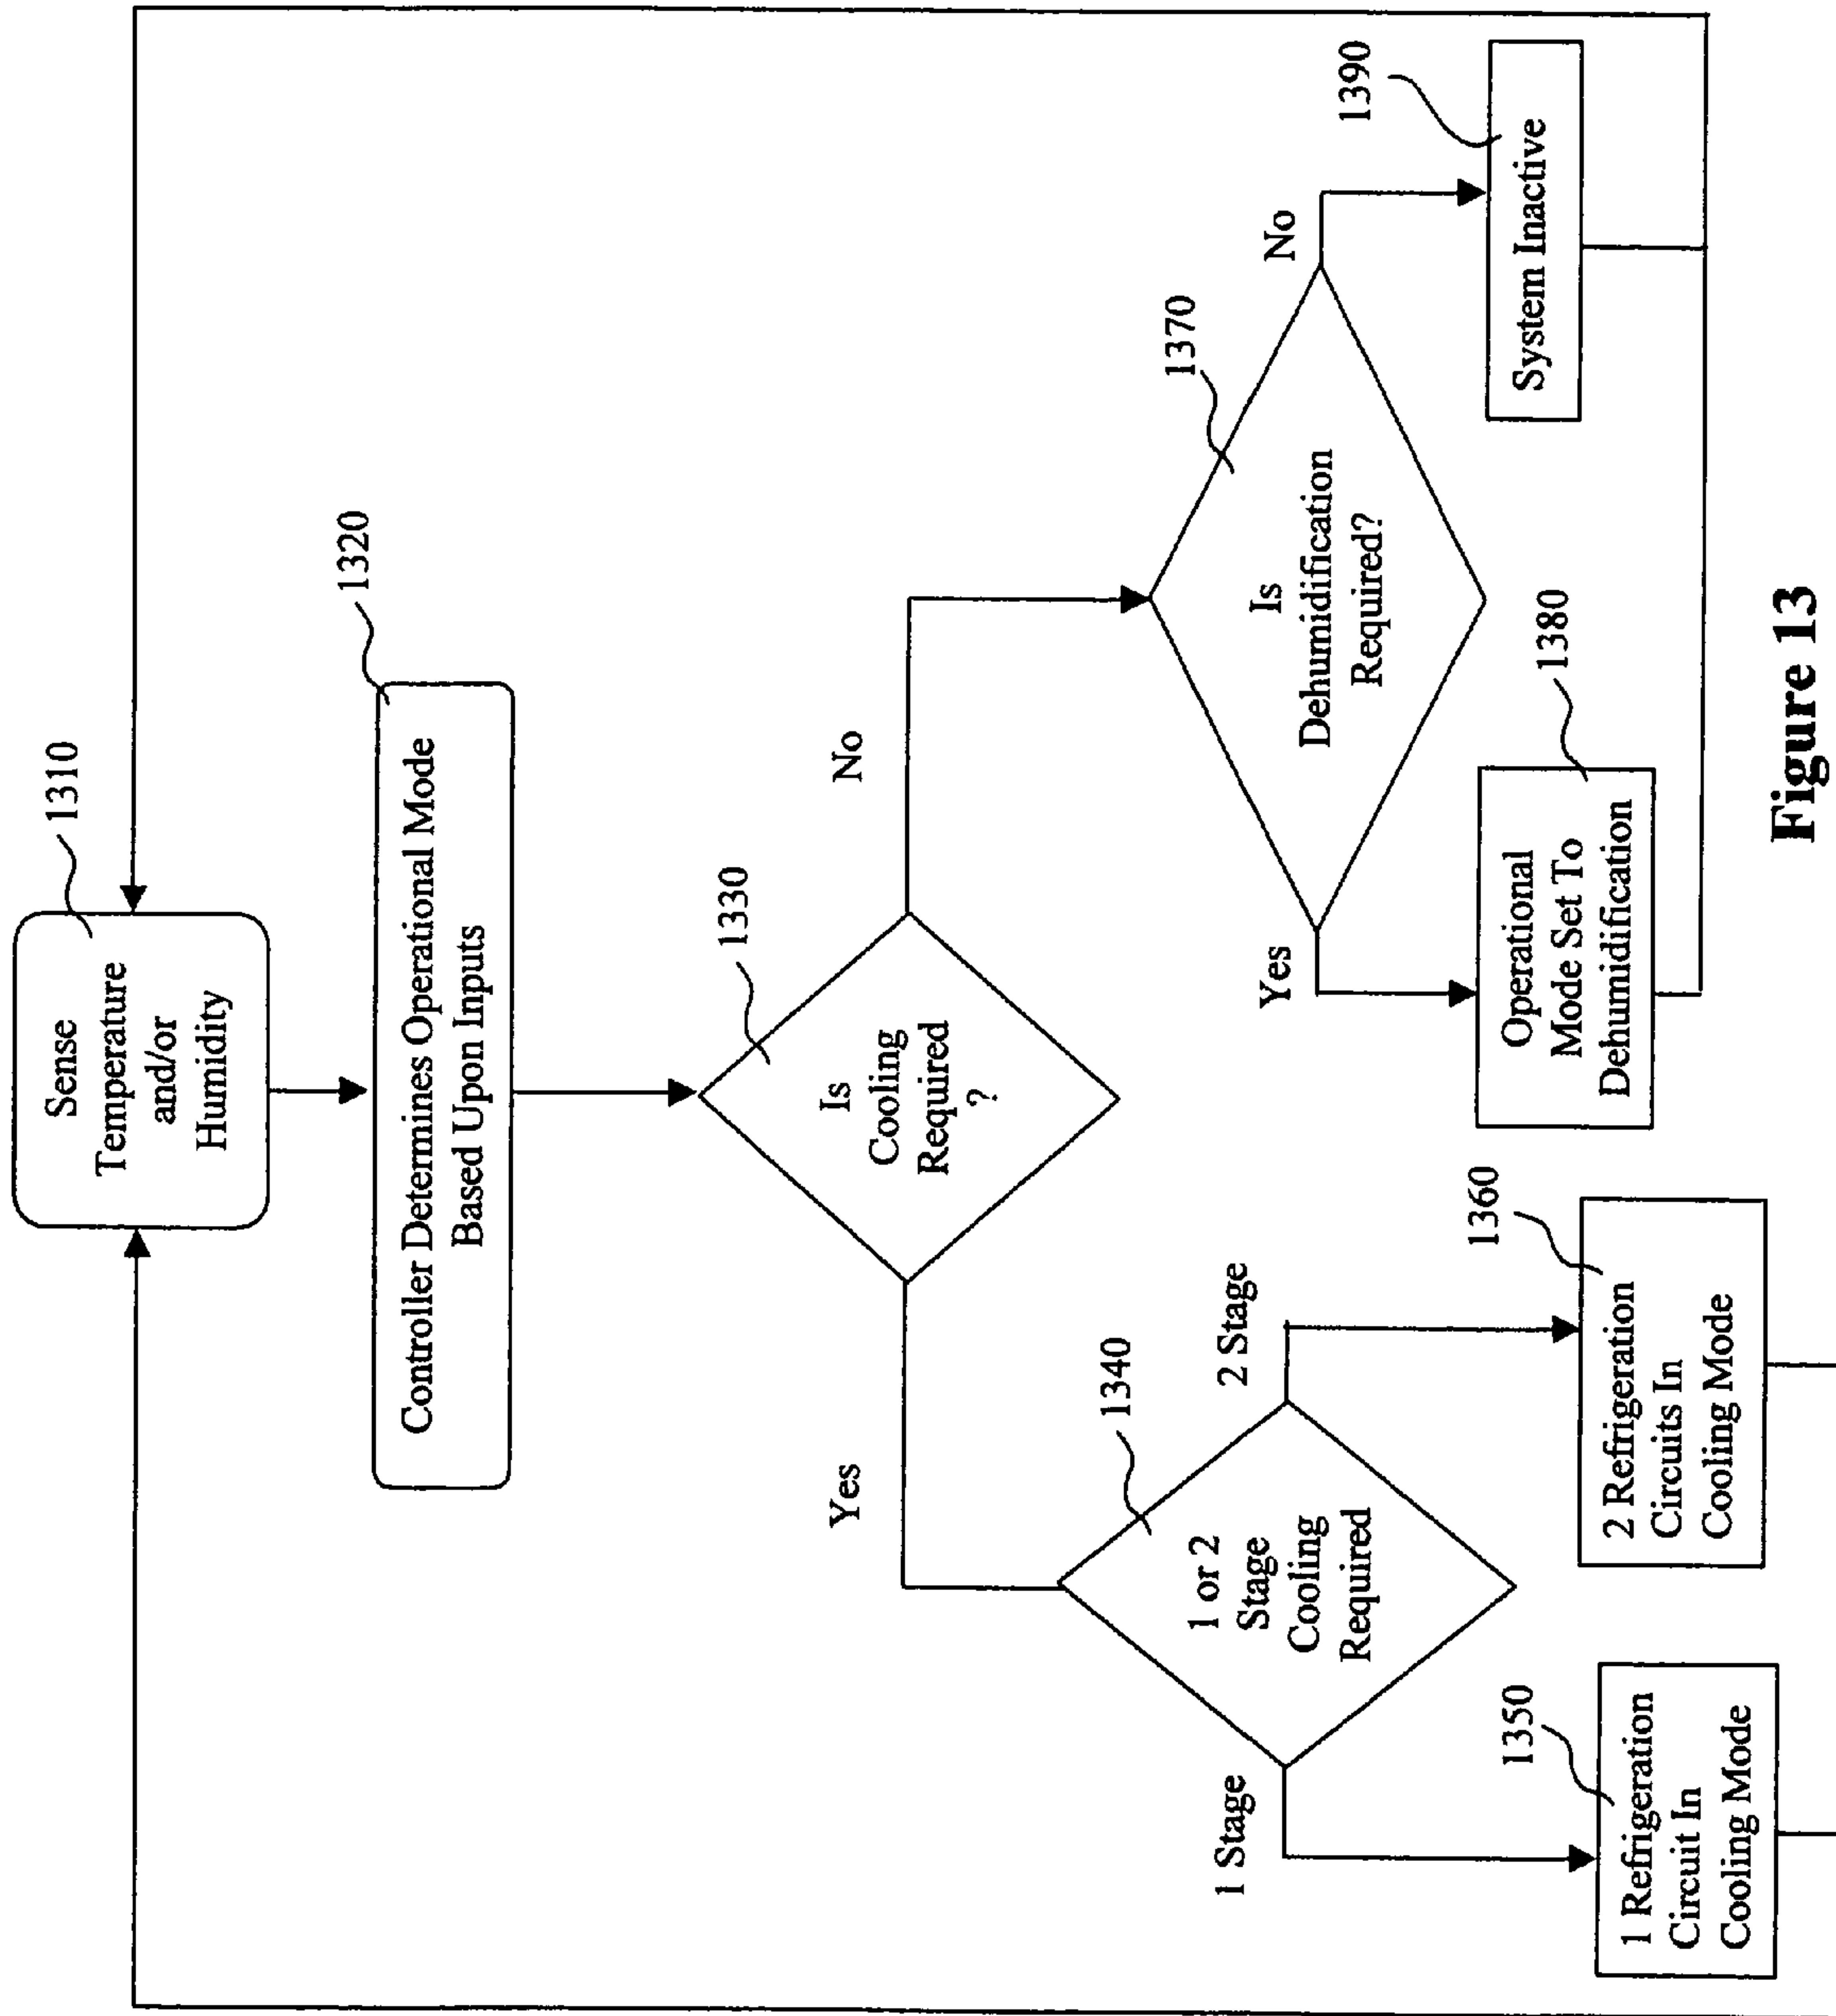 Sense
Temperature
and/or
Humidity
1310
Controller Determines Operational Mode
Based Upon Inputs
1320
Is
Cooling
Required
?
1330
Yes
No
1 or 2
Stage
Cooling
Required
1340
1 Stage
2 Stage
1 Refrigeration
Circuit In
Cooling Mode
1350
2 Refrigeration
Circuits In
Cooling Mode
1360
Is
Dehumidification
Required?
1370
Yes
No
Operational
Mode Set To
Dehumidification
1380
System Inactive
1390
Figure 13